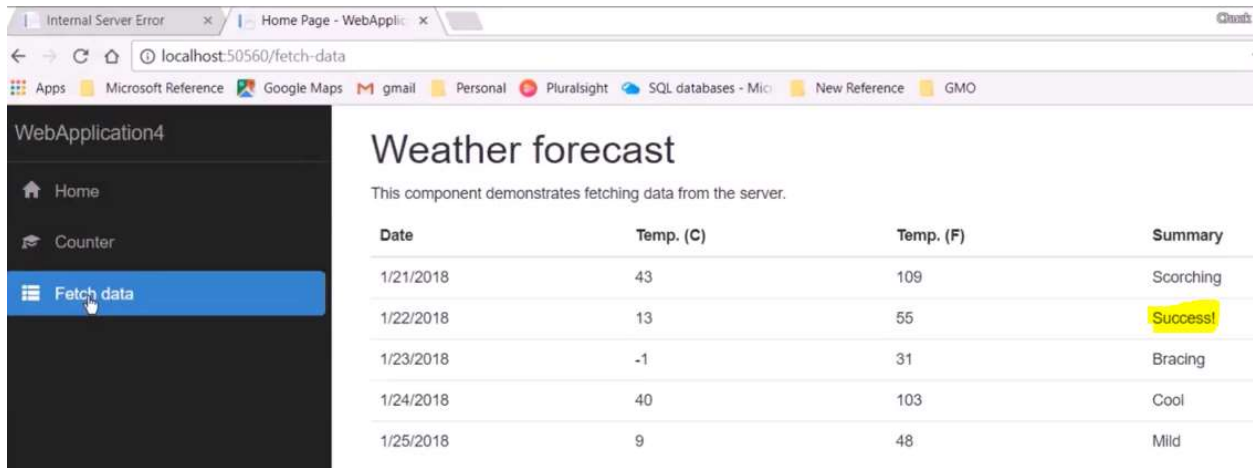 Internal Server Error × Home Page - WebApplic ×
localhost:50560/fetch-data
Apps Microsoft Reference Google Maps gmail Personal Pluralsight SQL databases - Mic New Reference GMO
WebApplication4
Home
Counter
Fetch data
Weather forecast
This component demonstrates fetching data from the server.
Date Temp. (C) Temp. (F) Summary
1/21/2018 43 109 Scorching
1/22/2018 13 55 Success!
1/23/2018 -1 31 Bracing
1/24/2018 40 103 Cool
1/25/2018 9 48 Mild